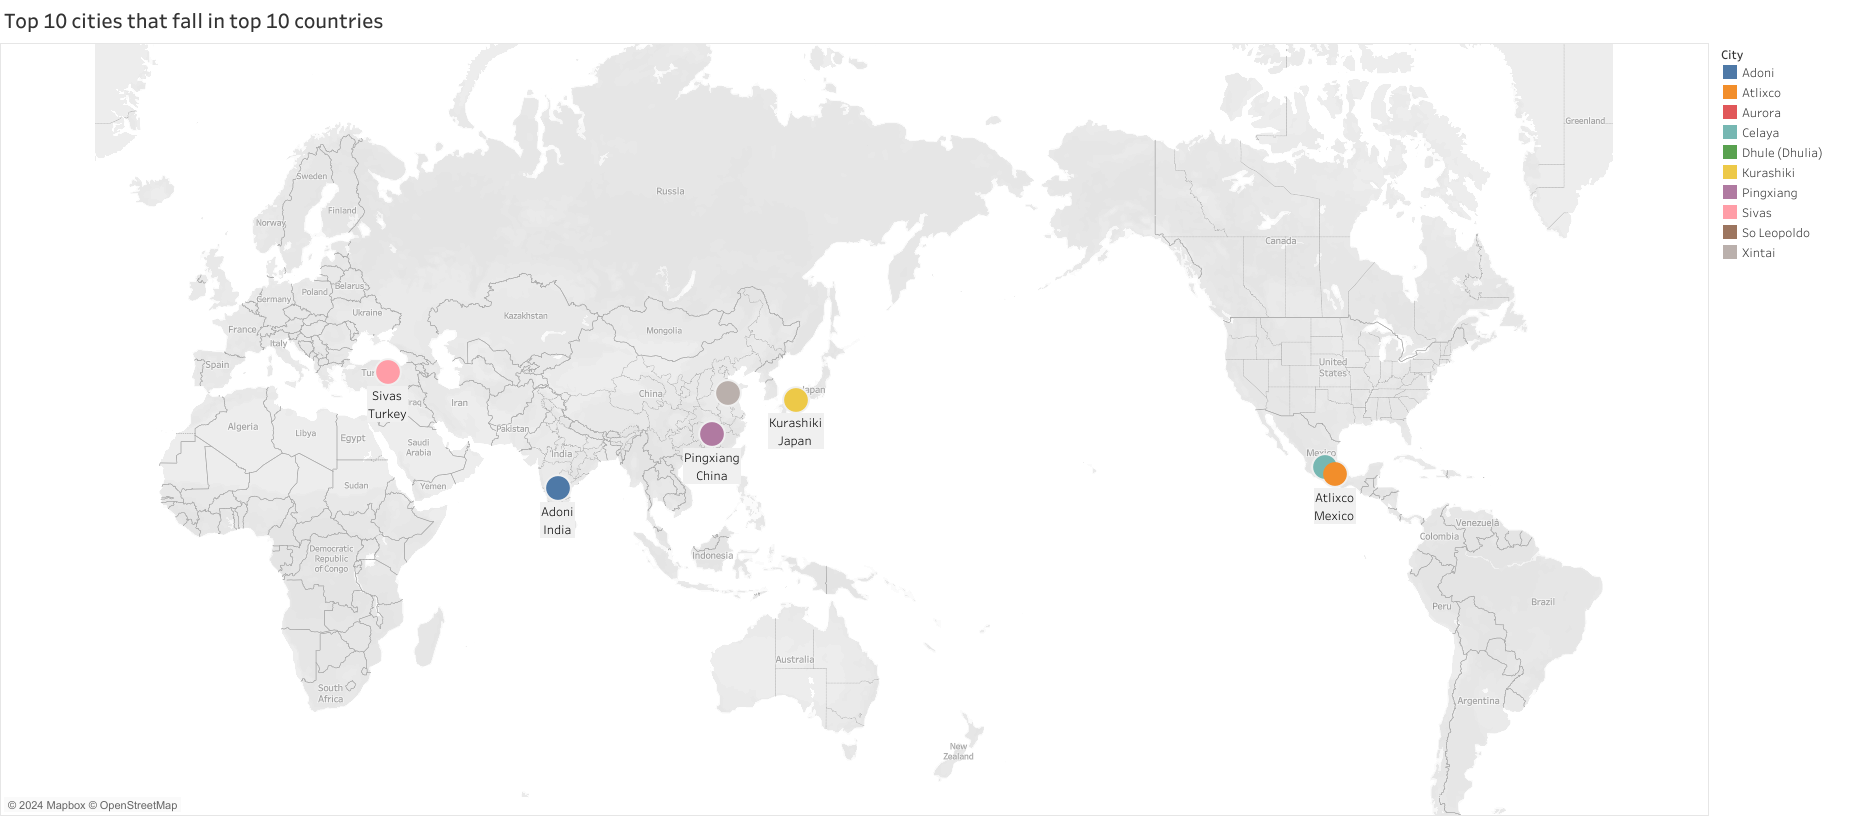 Top 10 cities that fall in top 10 countries
City
Adoni
Atlixco
Aurora
Celaya
Dhule (Dhulia)
Kurashiki
Pingxiang
Sivas
So Leopoldo
Xintai
Greenland
Sweden
Russia
Finland
Norway
Canada
Belarus
Poland
Germany
Ukraine
Kazakhstan
France
Mongolia
Italy
Spain
United
States
Tur
Sivas
Turkey
raq
Iran
China
Japan
Kurashiki
Japan
Algeria
Libya
Egypt
Saudi
Arabia
Pakistan
India
Pingxiang
China
Mexico
Sudan
Yemen
Adoni
India
Atlixco
Mexico
Venezuela
Colombia
Democratic
Republic
of Congo
Indonesia
Peru
Brazil
Australia
South
Africa
Argentina
New
Zealand
© 2024 Mapbox © OpenStreetMap